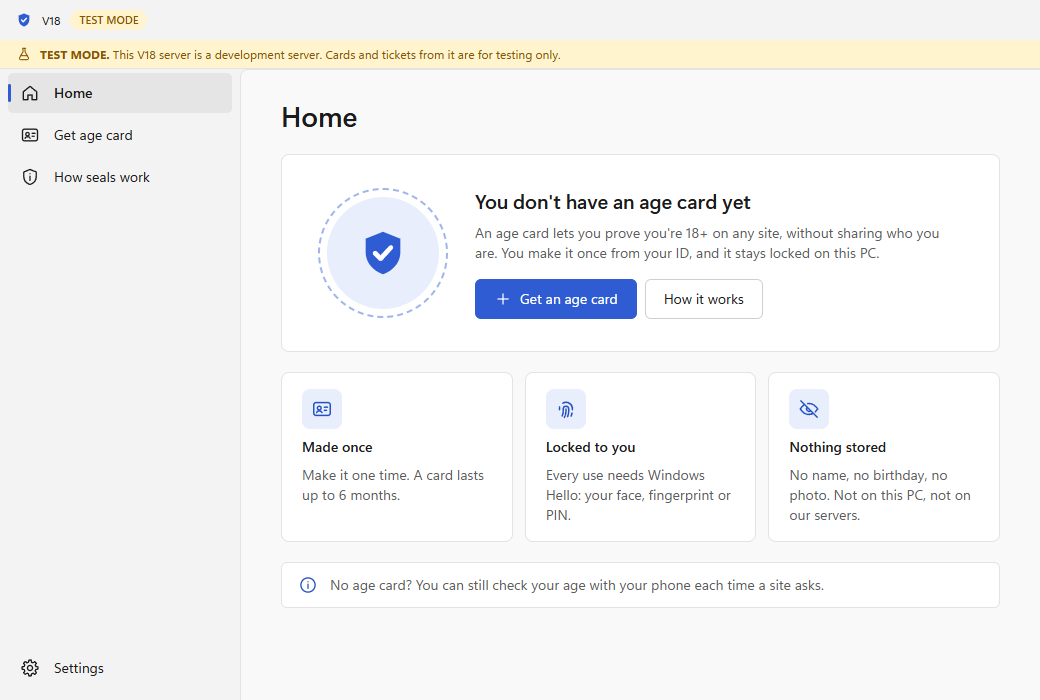 V18 TEST MODE
TEST MODE. This V18 server is a development server. Cards and tickets from it are for testing only.
Home
Get age card
How seals work
Settings
Home
You don't have an age card yet
An age card lets you prove you're 18+ on any site, without sharing who you
are. You make it once from your ID, and it stays locked on this PC.
Get an age card
How it works
Made once
Make it one time. A card lasts
up to 6 months.
Locked to you
Every use needs Windows
Hello: your face, fingerprint or
PIN.
Nothing stored
No name, no birthday, no
photo. Not on this PC, not on
our servers.
No age card? You can still check your age with your phone each time a site asks.